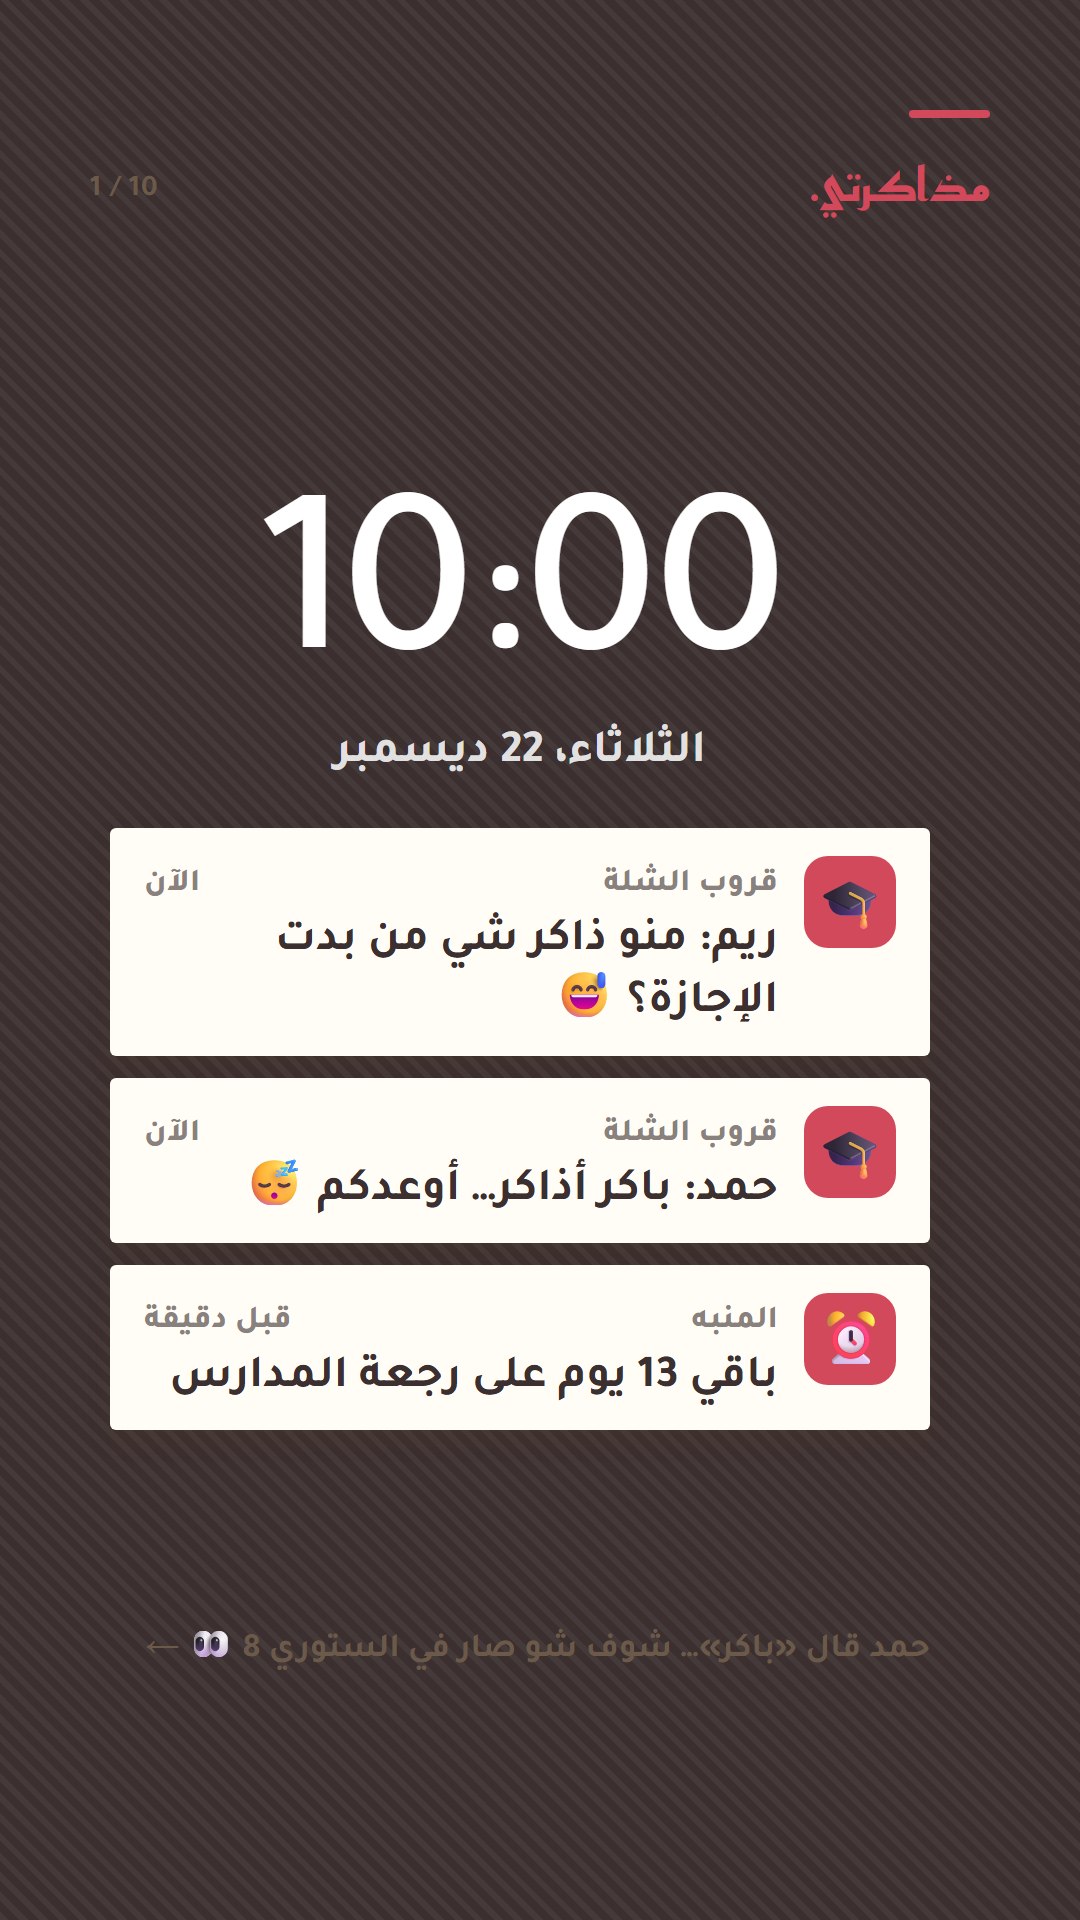 مذاكرتي.
1 / 10
10:00
الثلاثاء، 22 ديسمبر
قروب الشلة
الآن
ريم: منو ذاكر شي من بدت
الإجازة؟ 😅
قروب الشلة
الآن
حمد: باكر أذاكر… أوعدكم 😴
المنبه
قبل دقيقة
باقي 13 يوم على رجعة المدارس
حمد قال «باكر»… شوف شو صار في الستوري 8 👀 ←